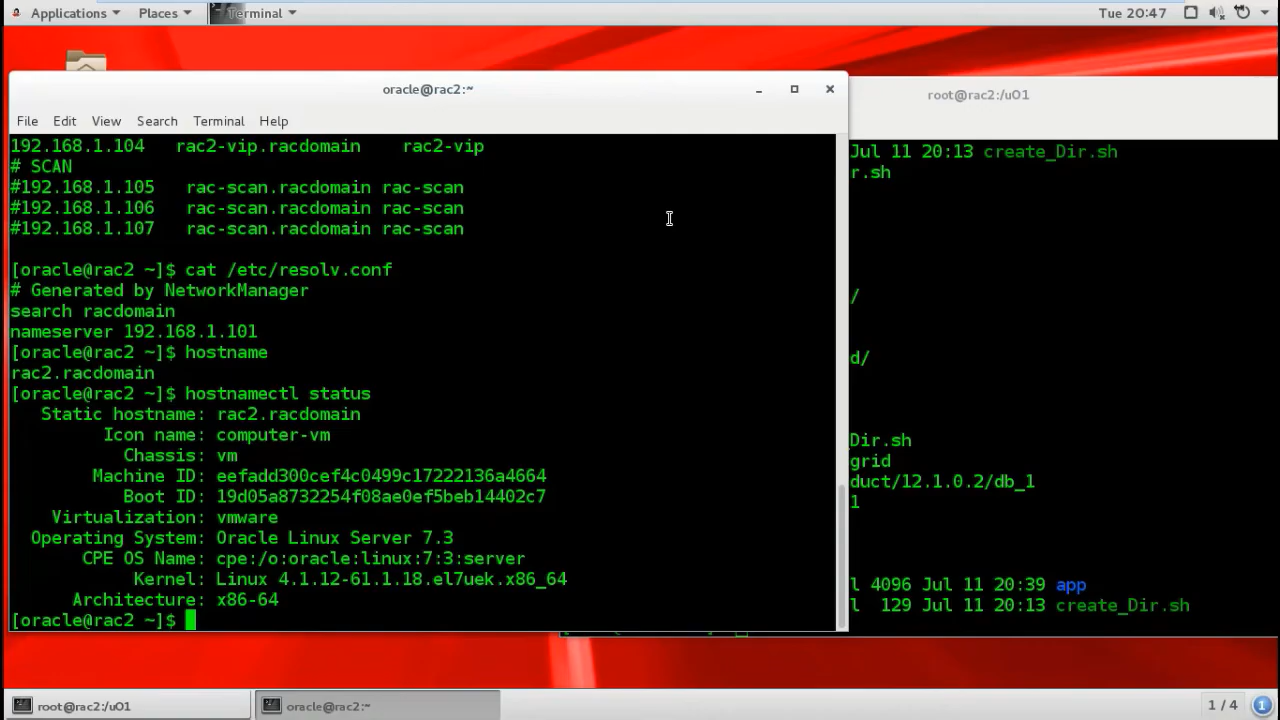 Applications Places Terminal Tue 20:47
oracle@rac2:~
File Edit View Search Terminal Help
192.168.1.104   rac2-vip.racdomain    rac2-vip
# SCAN
#192.168.1.105   rac-scan.racdomain rac-scan
#192.168.1.106   rac-scan.racdomain rac-scan
#192.168.1.107   rac-scan.racdomain rac-scan
[oracle@rac2 ~]$ cat /etc/resolv.conf
# Generated by NetworkManager
search racdomain
nameserver 192.168.1.101
[oracle@rac2 ~]$ hostname
rac2.racdomain
[oracle@rac2 ~]$ hostnamectl status
Static hostname: rac2.racdomain
Icon name: computer-vm
Chassis: vm
Machine ID: eefadd300cef4c0499c17222136a4664
Boot ID: 19d05a8732254f08ae0ef5beb14402c7
Virtualization: vmware
Operating System: Oracle Linux Server 7.3
CPE OS Name: cpe:/o:oracle:linux:7:3:server
Kernel: Linux 4.1.12-61.1.18.el7uek.x86_64
Architecture: x86-64
[oracle@rac2 ~]$
root@rac2:/u01
Jul 11 20:13 create_Dir.sh
r.sh
/
d/
Dir.sh
grid
duct/12.1.0.2/db_1
1
l 4096 Jul 11 20:39 app
l  129 Jul 11 20:13 create_Dir.sh
root@rac2:/u01 oracle@rac2:~ 1 / 4 1